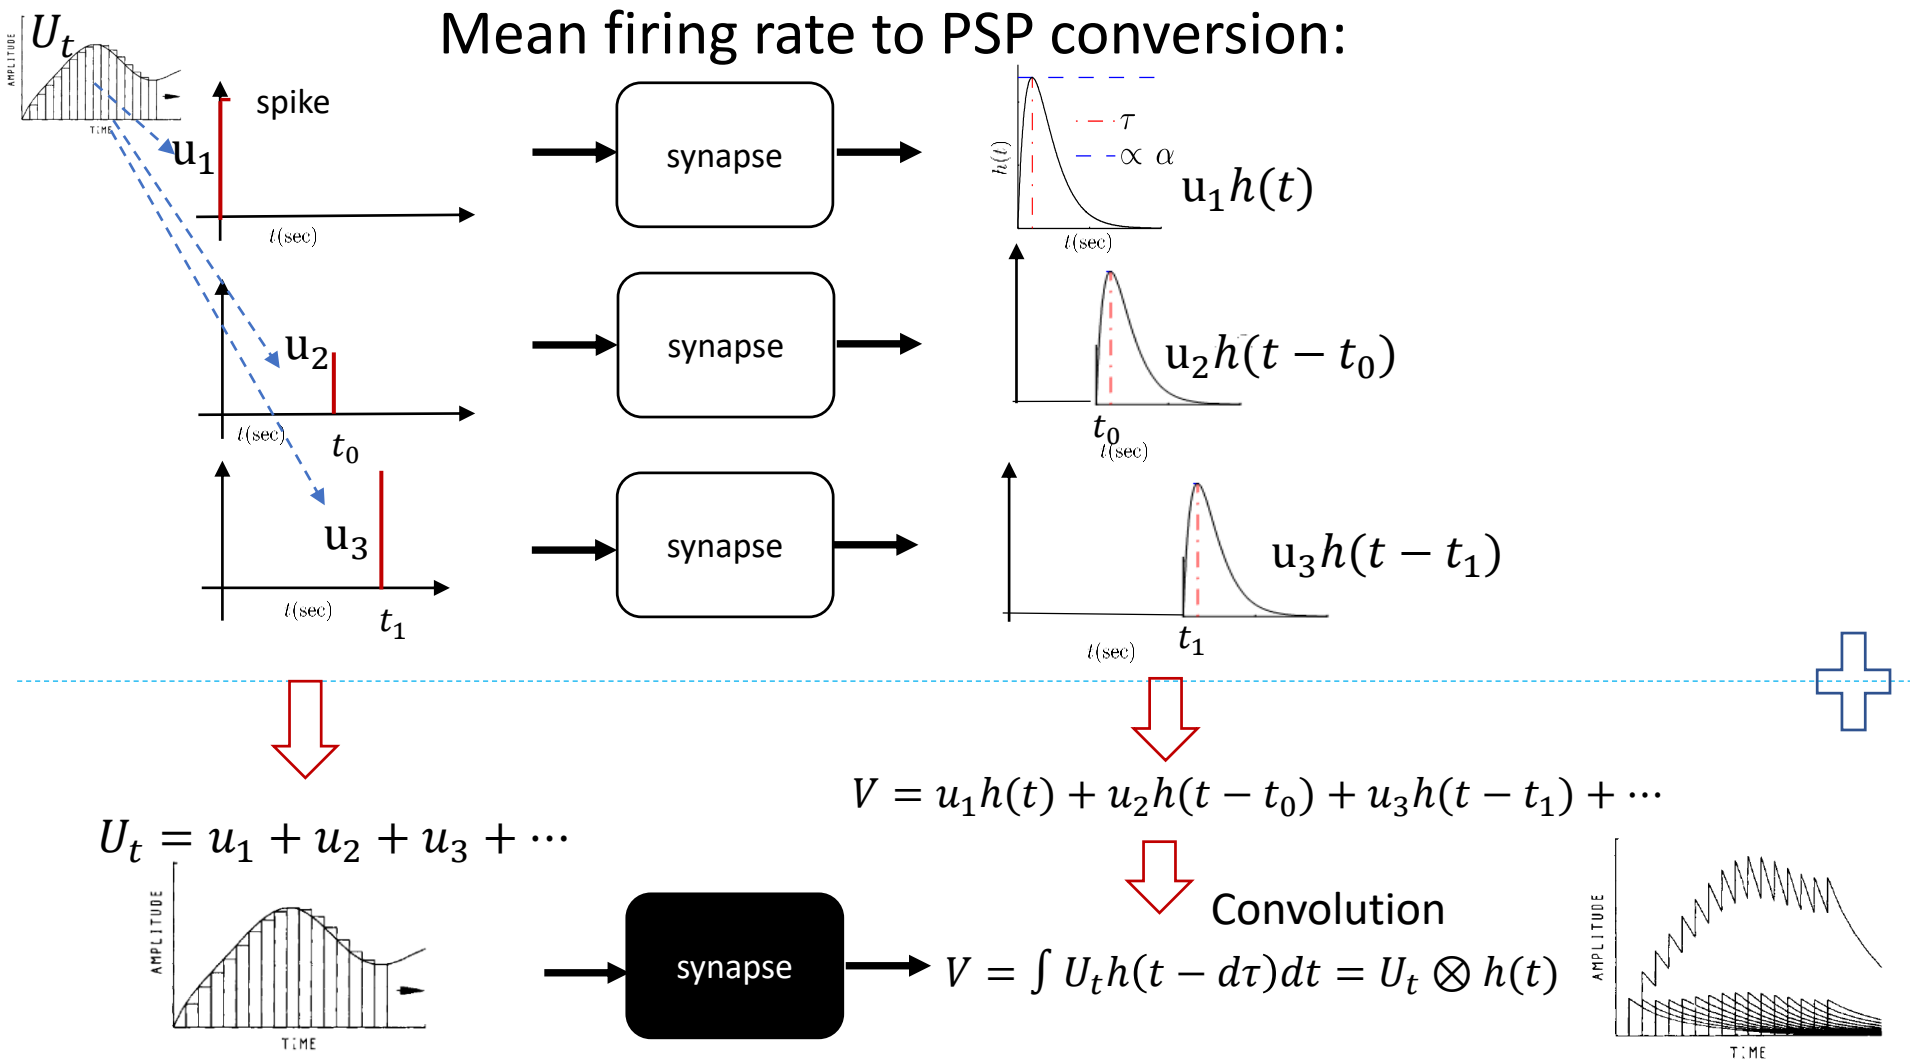 Mean firing rate to PSP conversion:
U_t
AMPLITUDE
TIME
spike
u_1
t(sec)
synapse
h(t)
τ
∝ α
t(sec)
u_1h(t)
u_2
t(sec)
t_0
synapse
u_2h(t − t_0)
t_0
t(sec)
u_3
t(sec)
t_1
synapse
u_3h(t − t_1)
t_1
t(sec)
V = u_1h(t) + u_2h(t − t_0) + u_3h(t − t_1) + ⋯
U_t = u_1 + u_2 + u_3 + ⋯
AMPLITUDE
TIME
synapse
Convolution
V = ∫ U_th(t − dτ)dt = U_t ⊗ h(t)
AMPLITUDE
TIME